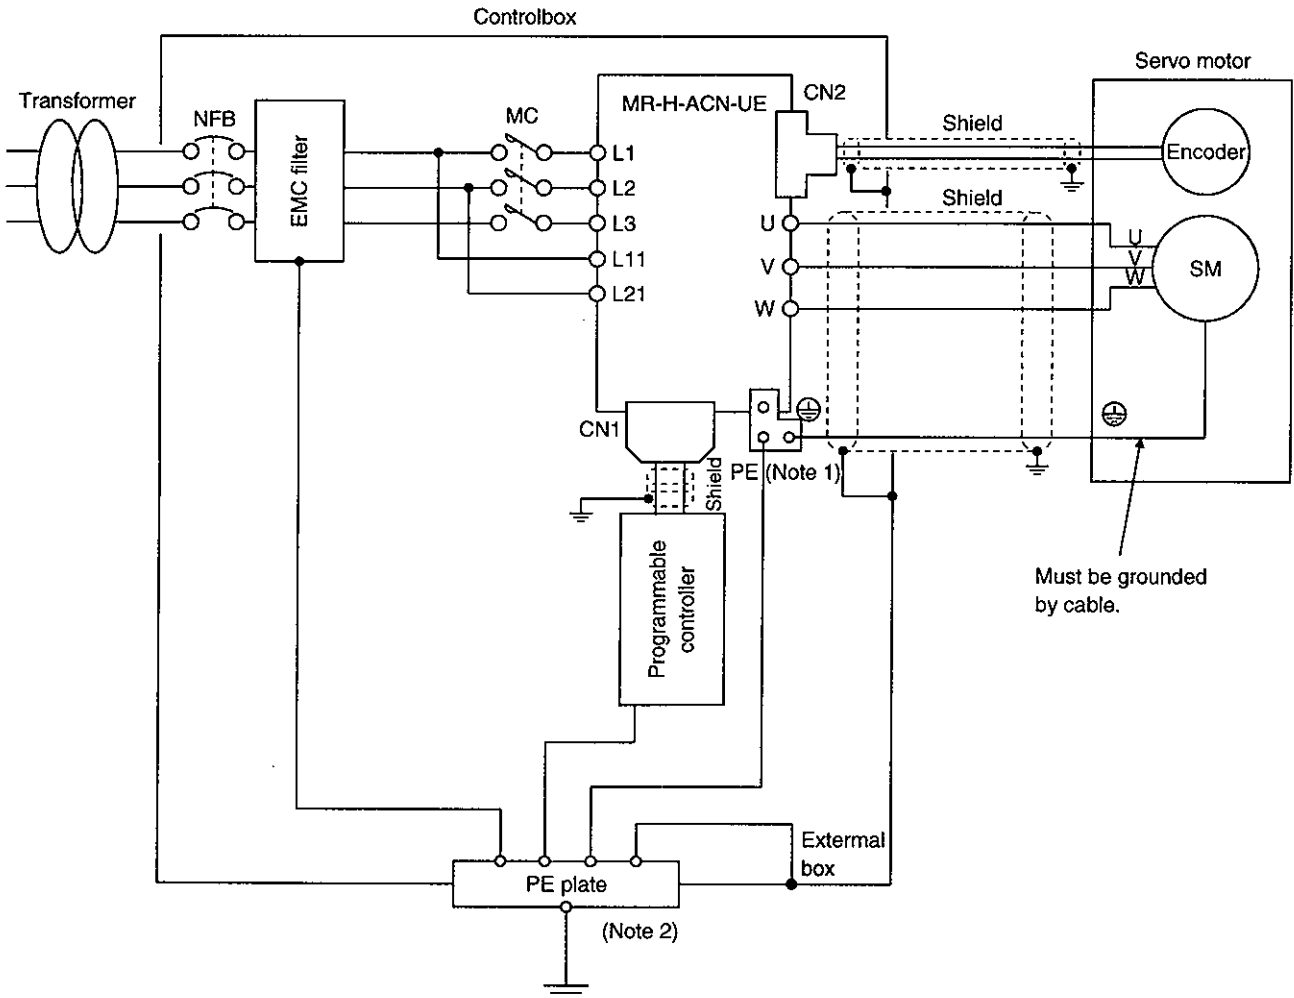 Controlbox
Servo motor
Transformer
NFB
EMC filter
MC
MR-H-ACN-UE
CN2
Shield
Encoder
L1
L2
L3
L11
L21
Shield
U
V
W
U
V
W
SM
CN1
Shield
PE (Note 1)
Programmable
controller
Must be grounded
by cable.
Extermal
box
PE plate
(Note 2)